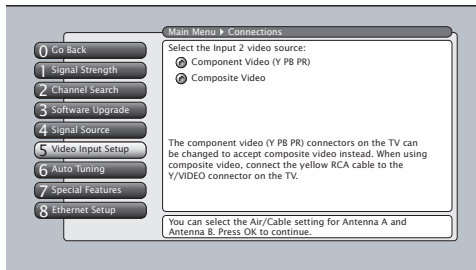 Main Menu ▸ Connections
0 Go Back
1 Signal Strength
2 Channel Search
3 Software Upgrade
4 Signal Source
5 Video Input Setup
6 Auto Tuning
7 Special Features
8 Ethernet Setup
Select the Input 2 video source:
Component Video (Y PB PR)
Composite Video
The component video (Y PB PR) connectors on the TV can
be changed to accept composite video instead. When using
composite video, connect the yellow RCA cable to the
Y/VIDEO connector on the TV.
You can select the Air/Cable setting for Antenna A and
Antenna B. Press OK to continue.